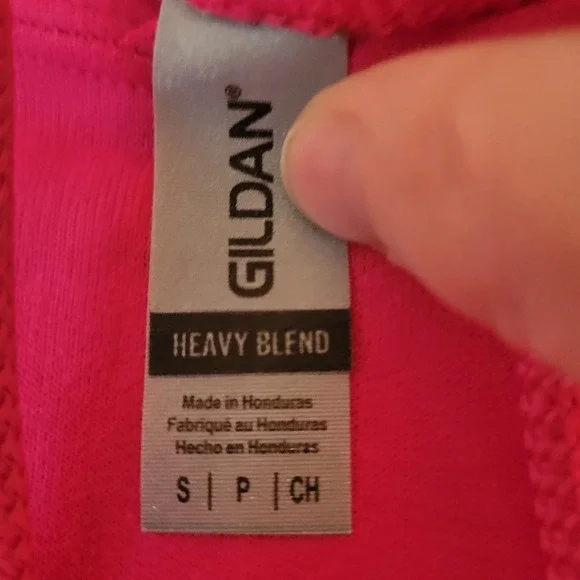 GILDAN®
HEAVY BLEND
Made in Honduras
Fabriqué au Honduras
Hecho en Honduras
S | P | CH